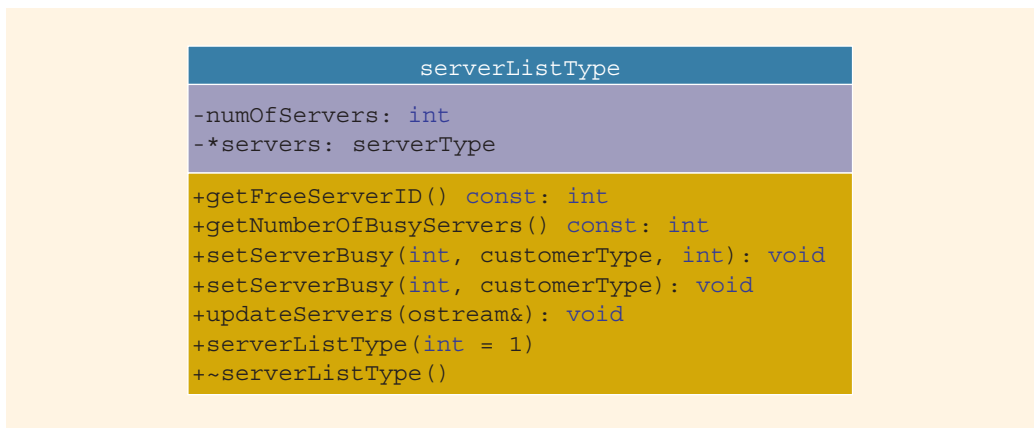 serverListType
-numOfServers: int
-*servers: serverType
+getFreeServerID() const: int
+getNumberOfBusyServers() const: int
+setServerBusy(int, customerType, int): void
+setServerBusy(int, customerType): void
+updateServers(ostream&): void
+serverListType(int = 1)
+~serverListType()